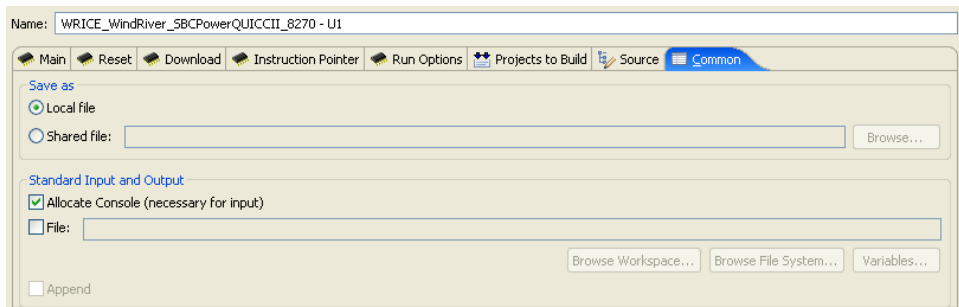 Name: WRICE_WindRiver_SBCPowerQUICCII_8270 - U1
Main Reset Download Instruction Pointer Run Options Projects to Build Source Common
Save as
Local file
Shared file: Browse...
Standard Input and Output
Allocate Console (necessary for input)
File:
Browse Workspace... Browse File System... Variables...
Append